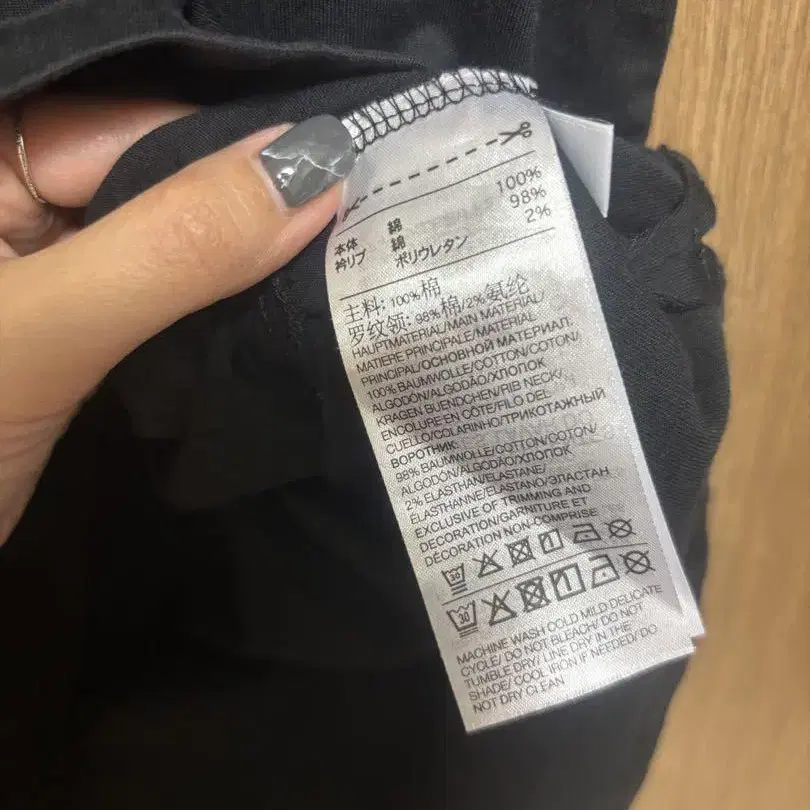 本体 綿 100%
衿リブ 綿 98%
ポリウレタン 2%
主料: 100%棉
罗纹领: 98%棉/2%氨纶
HAUPTMATERIAL/MAIN MATERIAL/
MATIERE PRINCIPALE/MATERIAL
PRINCIPAL/ОСНОВНОЙ МАТЕРИАЛ:
100% BAUMWOLLE/COTTON/COTON/
ALGODÓN/ALGODÃO/ХЛОПОК
KRAGEN BUENDCHEN/RIB NECK/
ENCOLURE EN CÔTE/FILO DEL
CUELLO/COLARINHO/ТРИКОТАЖНЫЙ
ВОРОТНИК:
98% BAUMWOLLE/COTTON/COTON/
ALGODÓN/ALGODÃO/ХЛОПОК
2% ELASTHAN/ELASTANE/
ELASTHANNE/ELASTANO/ЭЛАСТАН
EXCLUSIVE OF TRIMMING AND
DECORATION/GARNITURE ET
DÉCORATION NON-COMPRISE
30
30
MACHINE WASH COLD MILD DELICATE
CYCLE/ DO NOT BLEACH/ DO NOT
TUMBLE DRY/ LINE DRY IN THE
SHADE/ COOL IRON IF NEEDED/ DO
NOT DRY CLEAN